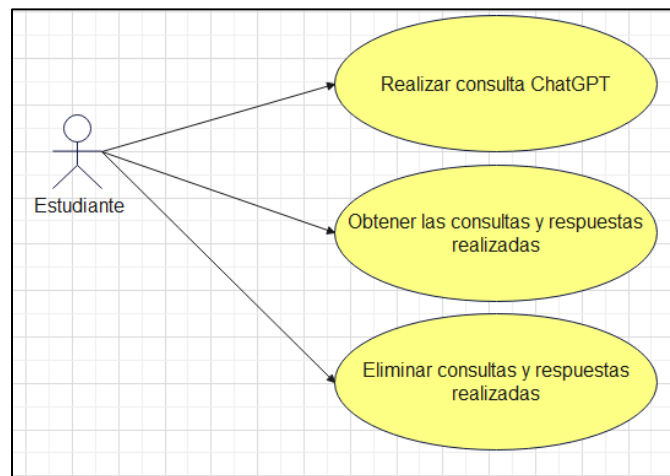 Realizar consulta ChatGPT
Estudiante
Obtener las consultas y respuestas
realizadas
Eliminar consultas y respuestas
realizadas